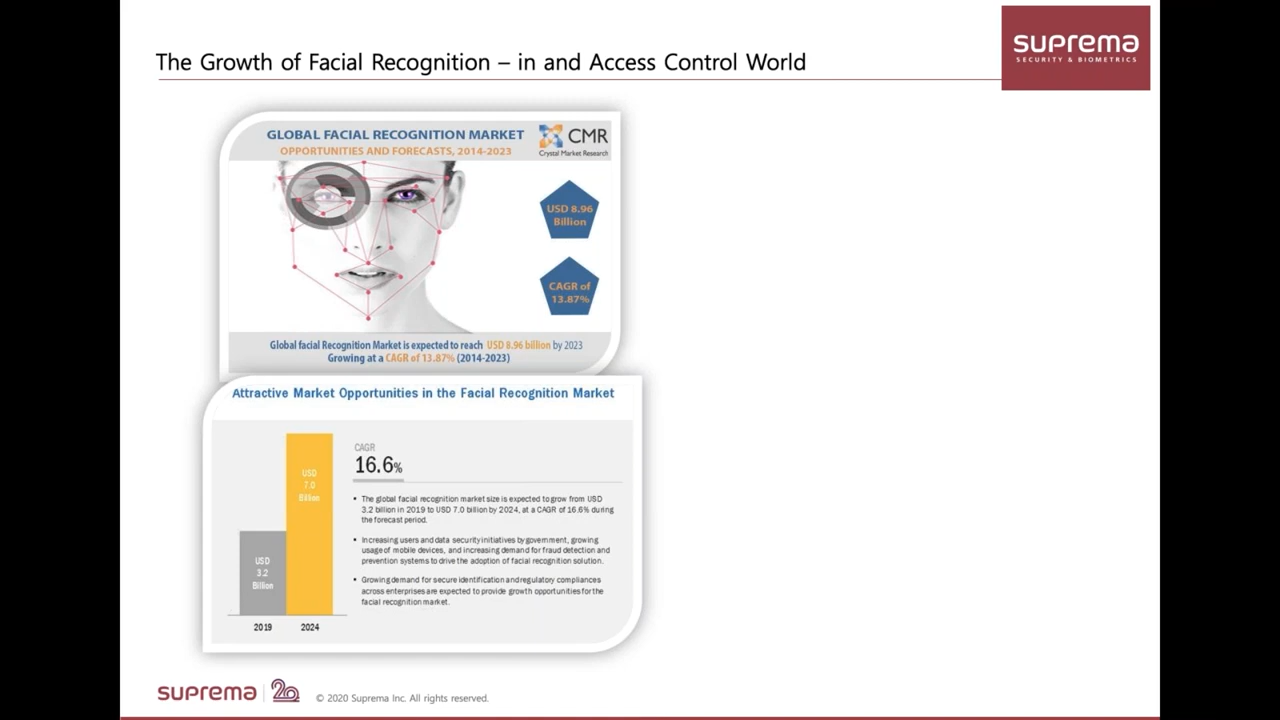 The Growth of Facial Recognition – in and Access Control World
suprema
SECURITY & BIOMETRICS
GLOBAL FACIAL RECOGNITION MARKET
OPPORTUNITIES AND FORECASTS, 2014-2023
CMR
Crystal Market Research
USD 8.96
Billion
CAGR of
13.87%
Global facial Recognition Market is expected to reach USD 8.96 billion by 2023
Growing at a CAGR of 13.87% (2014-2023)
Attractive Market Opportunities in the Facial Recognition Market
USD
3.2
Billion
USD
7.0
Billion
2019
2024
CAGR
16.6%
• The global facial recognition market size is expected to grow from USD
3.2 billion in 2019 to USD 7.0 billion by 2024, at a CAGR of 16.6% during
the forecast period.
• Increasing users and data security initiatives by government, growing
usage of mobile devices, and increasing demand for fraud detection and
prevention systems to drive the adoption of facial recognition solution.
• Growing demand for secure identification and regulatory compliances
across enterprises are expected to provide growth opportunities for the
facial recognition market.
suprema
20
© 2020 Suprema Inc. All rights reserved.